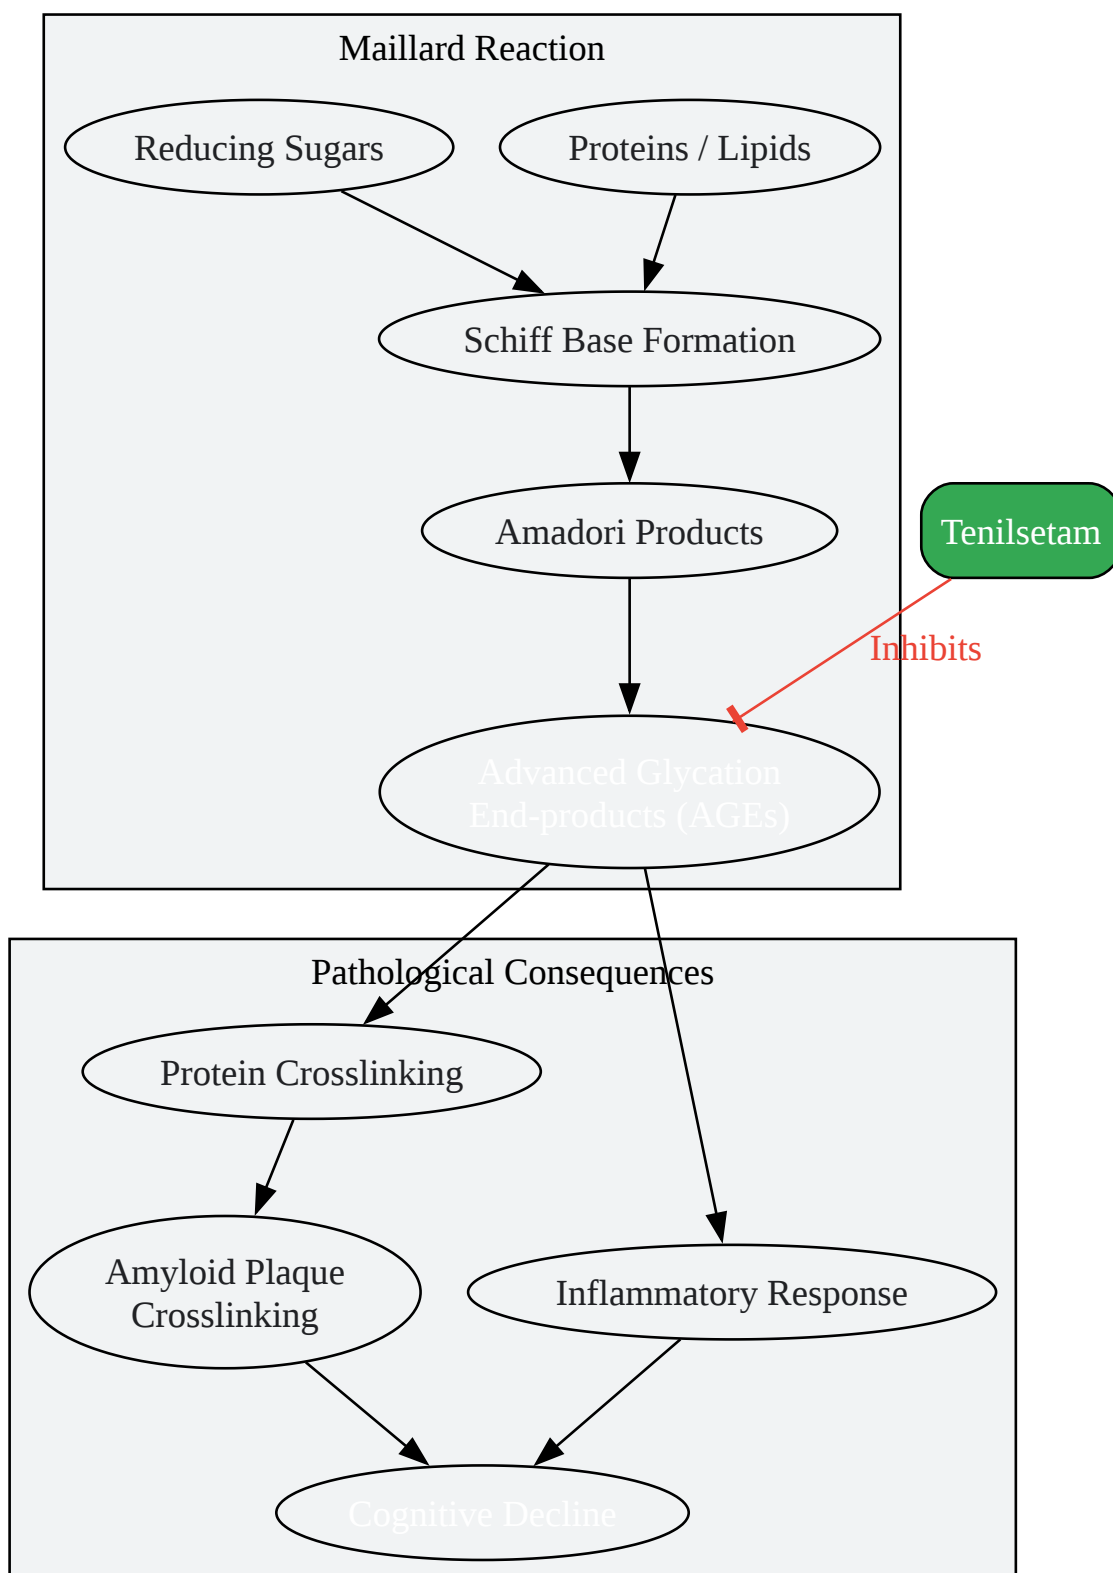 Maillard Reaction
Reducing Sugars
Proteins / Lipids
Schiff Base Formation
Amadori Products
Tenilsetam
Inhibits
Advanced Glycation
End-products (AGEs)
Pathological Consequences
Protein Crosslinking
Amyloid Plaque
Crosslinking
Inflammatory Response
Cognitive Decline